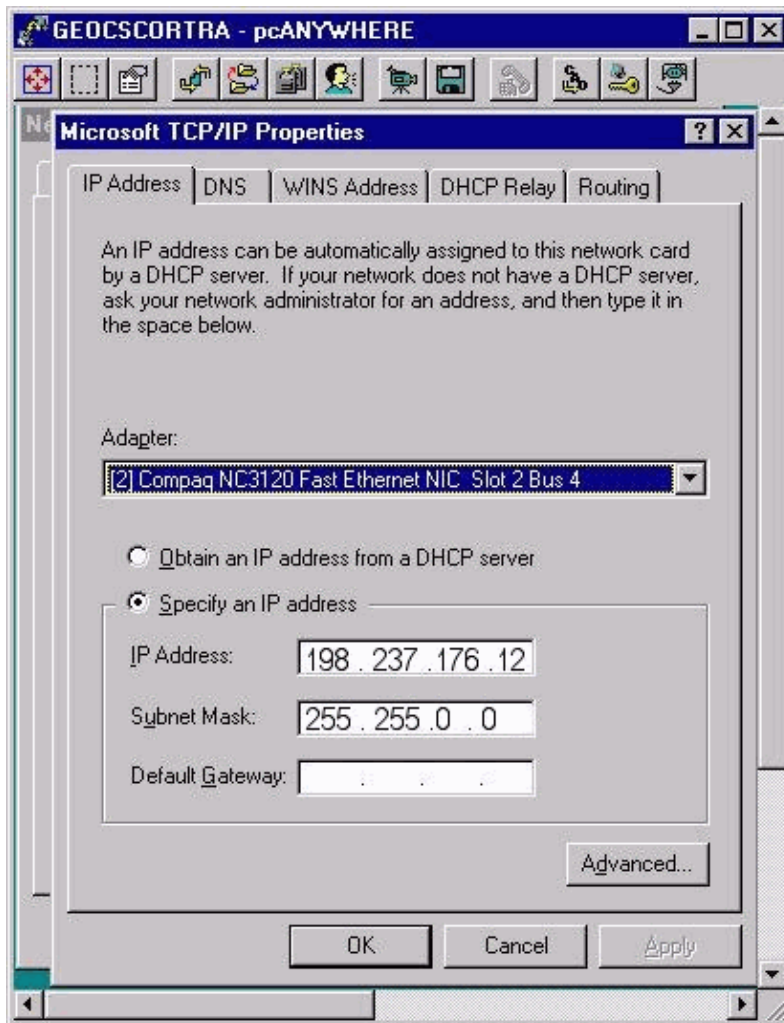 GEOCSCORTRA - pcANYWHERE
Ne
Microsoft TCP/IP Properties
IP Address DNS WINS Address DHCP Relay Routing
An IP address can be automatically assigned to this network card
by a DHCP server. If your network does not have a DHCP server,
ask your network administrator for an address, and then type it in
the space below.
Adapter:
[2] Compaq NC3120 Fast Ethernet NIC Slot 2 Bus 4
Obtain an IP address from a DHCP server
Specify an IP address
IP Address: 198 . 237 .176 .12
Subnet Mask: 255 . 255 .0 . 0
Default Gateway: . . .
Advanced...
OK Cancel Apply